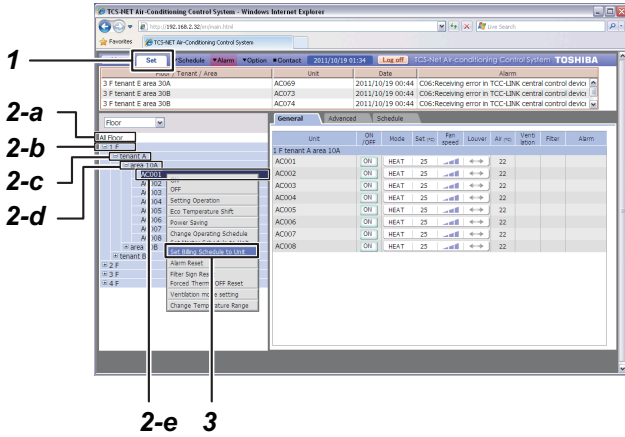 TCS-NET Air-Conditioning Control System - Windows Internet Explorer
http://192.168.2.32/en/main.html
Live Search
Favorites TCS-NET Air-Conditioning Control System
1
Set Schedule Alarm Option Contact 2011/10/19 01:34 Log off TCS-Net Air-Conditioning Control System TOSHIBA
Floor / Tenant / Area Unit Date Alarm
3 F tenant E area 30A AC069 2011/10/19 00:44 C06:Receiving error in TCC-LINK central control device
3 F tenant E area 30B AC073 2011/10/19 00:44 C06:Receiving error in TCC-LINK central control device
3 F tenant E area 30B AC074 2011/10/19 00:44 C06:Receiving error in TCC-LINK central control device
2-a
2-b
2-c
2-d
Floor
All Floor
1 F
tenant A
area 10A
AC001
AC002
AC003
AC004
AC005
AC006
AC007
AC008
tenant B
2 F
3 F
4 F
OFF
Setting Operation
Eco Temperature Shift
Power Saving
Change Operating Schedule
Set Billing Schedule to Unit
Alarm Reset
Filter Sign Reset
Forced Thermo OFF Reset
Ventilation mode setting
Change Temperature Range
General Advanced Schedule
Unit ON /OFF Mode Set (°C) Fan speed Louver Air (°C) Venti lation Filter Alarm
1 F tenant A area 10A
AC001 ON HEAT 25 22
AC002 ON HEAT 25 22
AC003 ON HEAT 25 22
AC004 ON HEAT 25 22
AC005 ON HEAT 25 22
AC006 ON HEAT 25 22
AC007 ON HEAT 25 22
AC008 ON HEAT 25 22
2-e 3